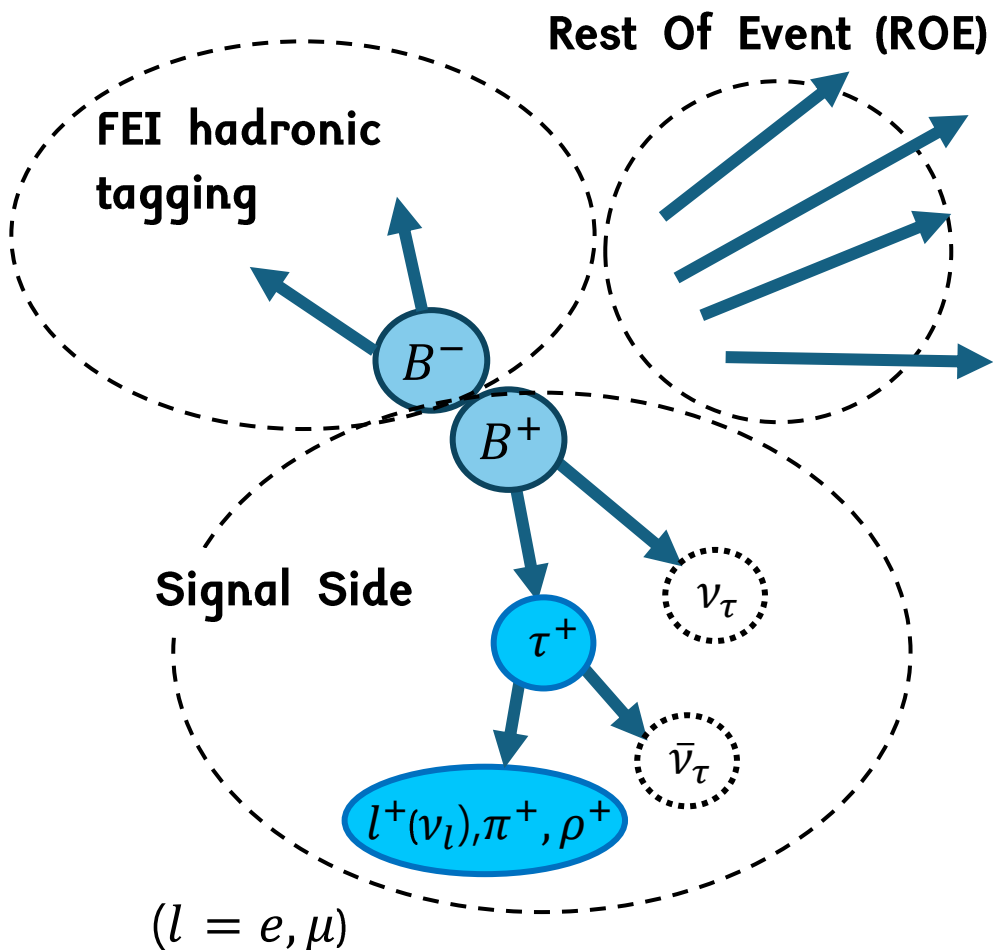 Rest Of Event (ROE)
FEI hadronic
tagging
B⁻
B⁺
Signal Side
ν_τ
τ⁺
ν̄_τ
l⁺(ν_l),π⁺,ρ⁺
(l = e,μ)